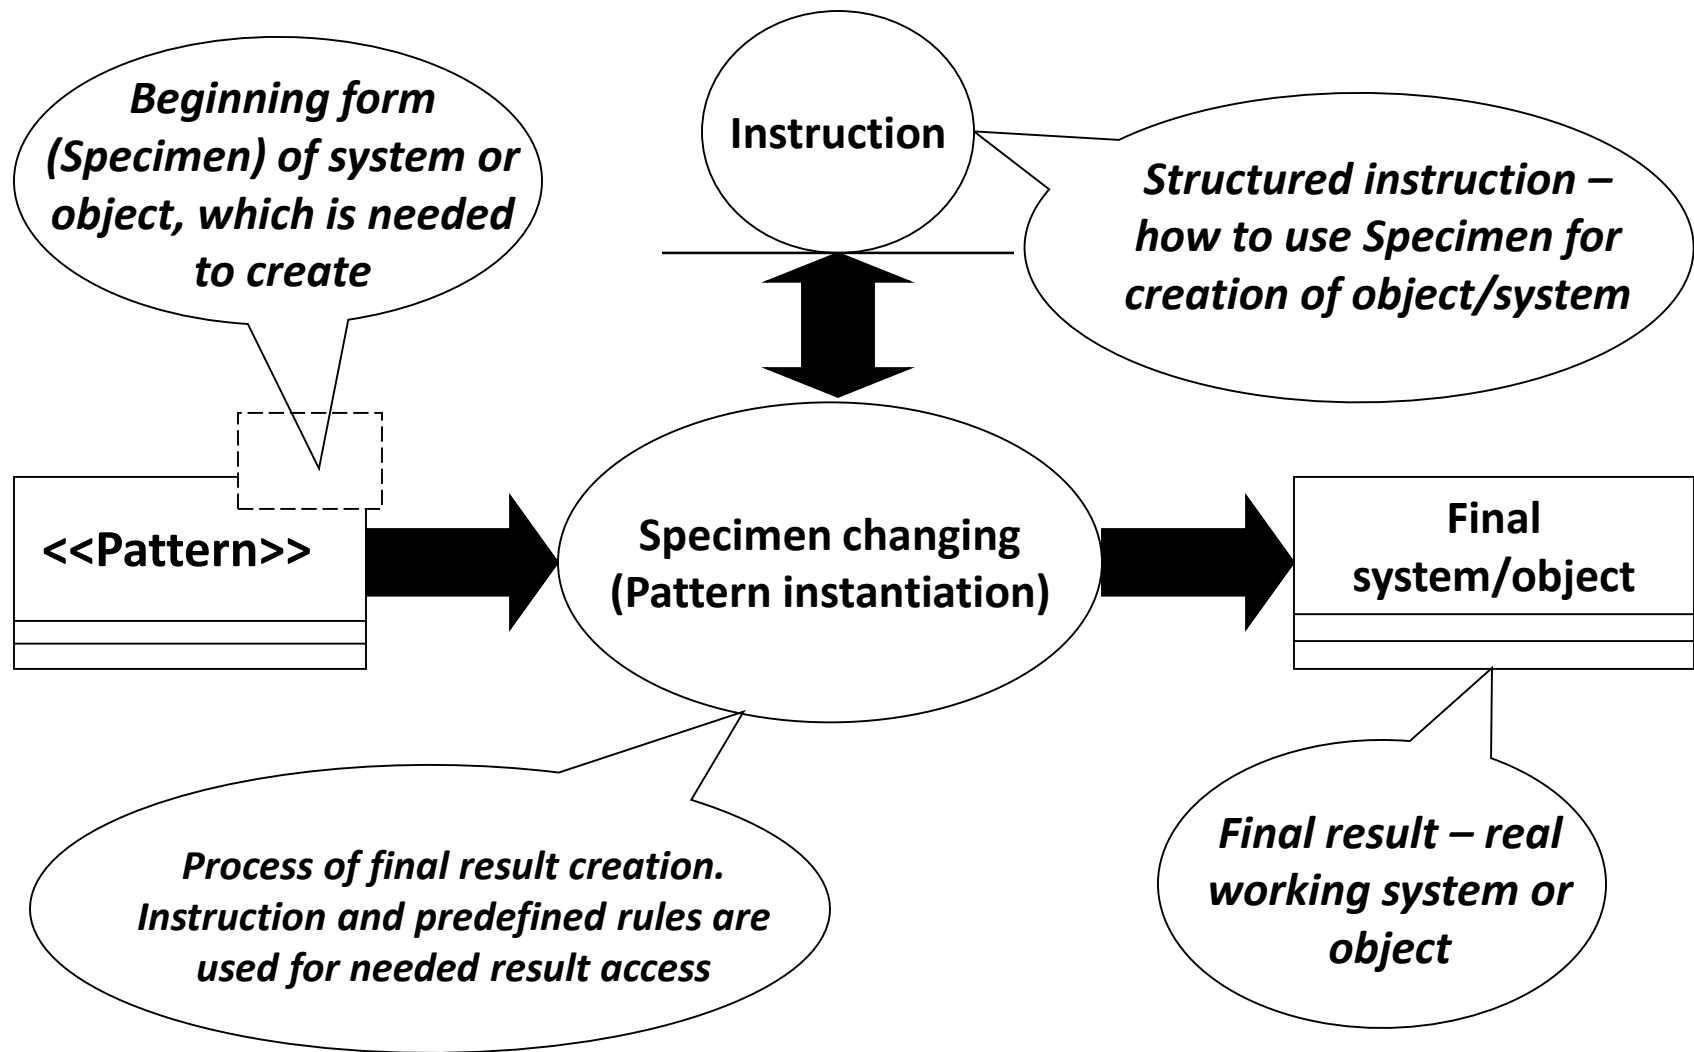 Beginning form
(Specimen) of system or
object, which is needed
to create
Instruction
Structured instruction –
how to use Specimen for
creation of object/system
<<Pattern>>
Specimen changing
(Pattern instantiation)
Final
system/object
Process of final result creation.
Instruction and predefined rules are
used for needed result access
Final result – real
working system or
object